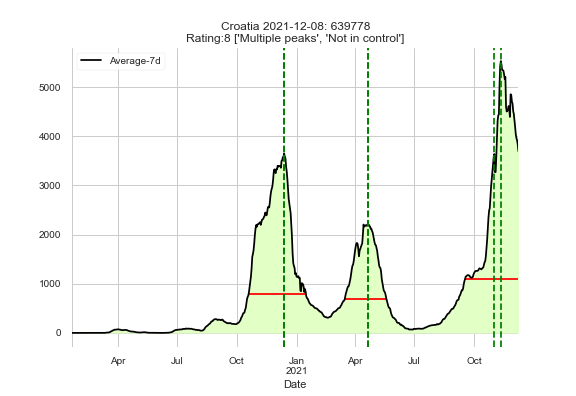 Croatia 2021-12-08: 639778
Rating:8 ['Multiple peaks', 'Not in control']
Average-7d
5000
4000
3000
2000
1000
0
Apr
Jul
Oct
Jan
2021
Apr
Jul
Oct
Date